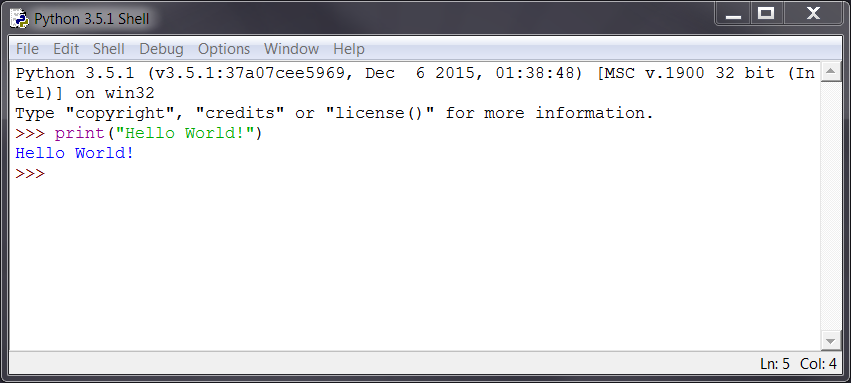 Python 3.5.1 Shell
File Edit Shell Debug Options Window Help
Python 3.5.1 (v3.5.1:37a07cee5969, Dec  6 2015, 01:38:48) [MSC v.1900 32 bit (In
tel)] on win32
Type "copyright", "credits" or "license()" for more information.
>>> print("Hello World!")
Hello World!
>>>
Ln: 5 Col: 4